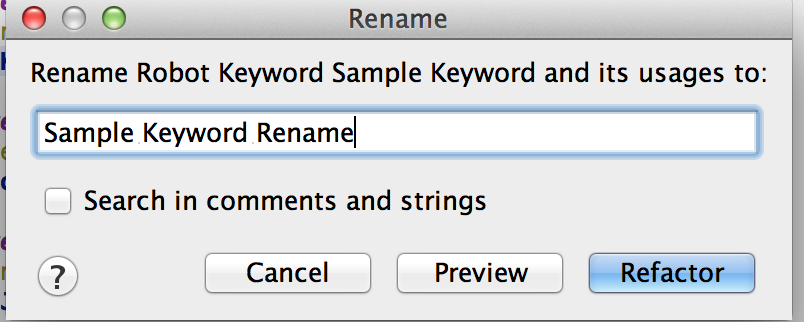 Rename
Rename Robot Keyword Sample Keyword and its usages to:
Sample Keyword Rename
Search in comments and strings
?
Cancel
Preview
Refactor